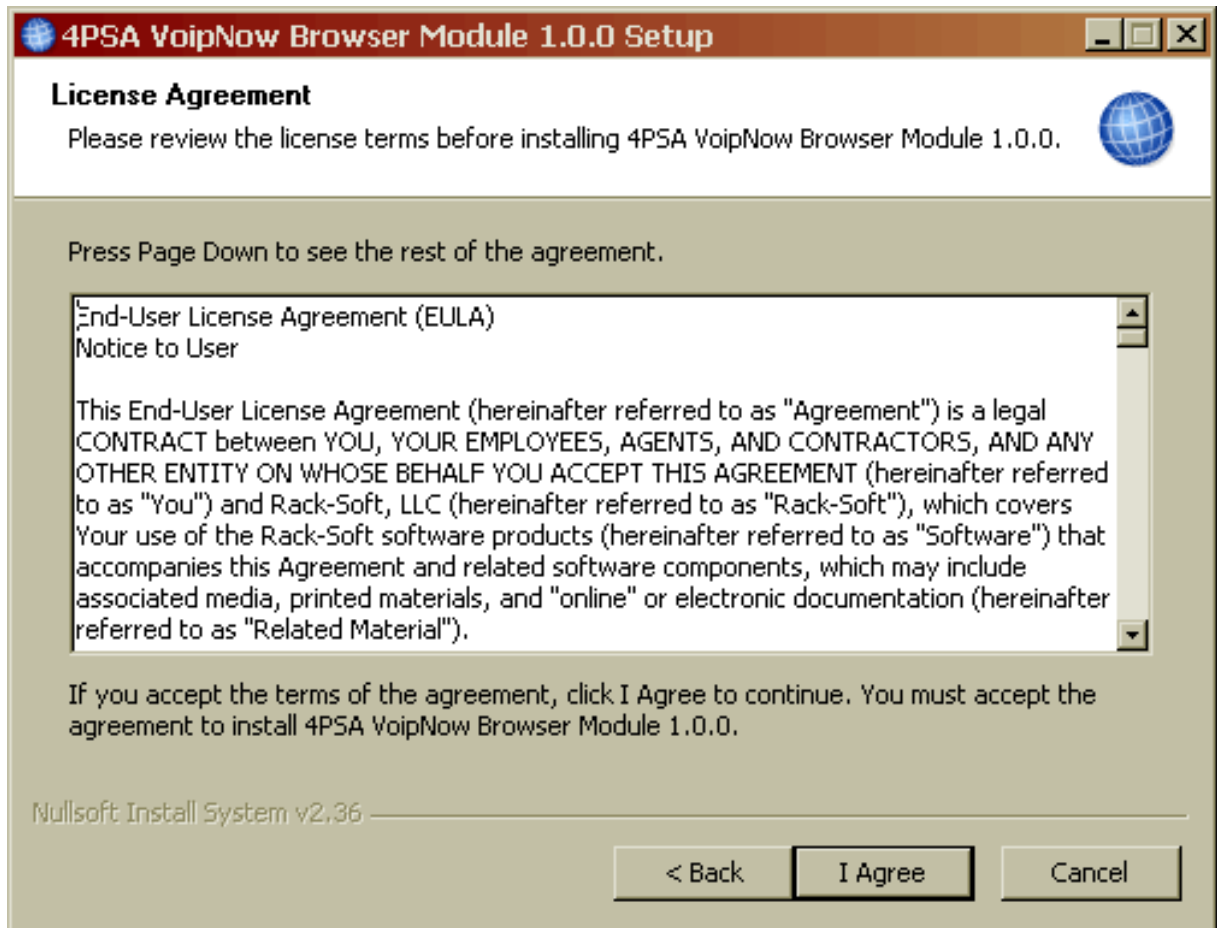 4PSA VoipNow Browser Module 1.0.0 Setup
License Agreement
Please review the license terms before installing 4PSA VoipNow Browser Module 1.0.0.
Press Page Down to see the rest of the agreement.
End-User License Agreement (EULA)
Notice to User
This End-User License Agreement (hereinafter referred to as "Agreement") is a legal
CONTRACT between YOU, YOUR EMPLOYEES, AGENTS, AND CONTRACTORS, AND ANY
OTHER ENTITY ON WHOSE BEHALF YOU ACCEPT THIS AGREEMENT (hereinafter referred
to as "You") and Rack-Soft, LLC (hereinafter referred to as "Rack-Soft"), which covers
Your use of the Rack-Soft software products (hereinafter referred to as "Software") that
accompanies this Agreement and related software components, which may include
associated media, printed materials, and "online" or electronic documentation (hereinafter
referred to as "Related Material").
If you accept the terms of the agreement, click I Agree to continue. You must accept the
agreement to install 4PSA VoipNow Browser Module 1.0.0.
Nullsoft Install System v2.36
< Back
I Agree
Cancel